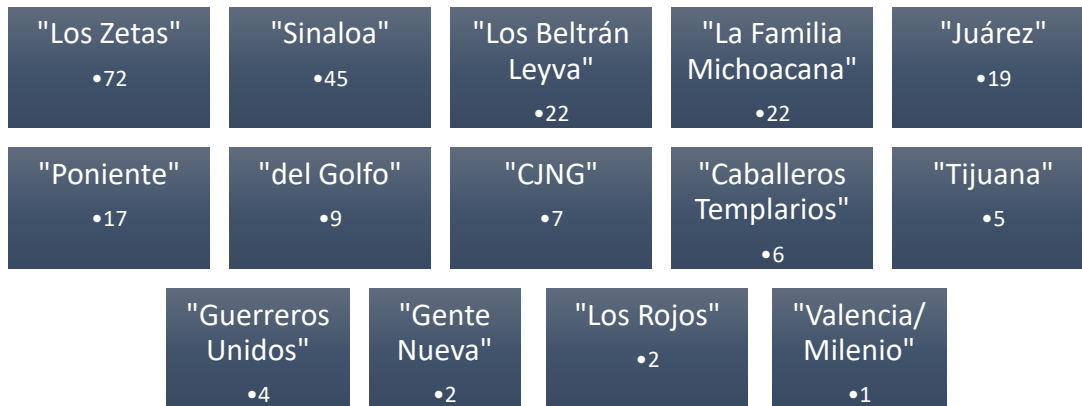 "Los Zetas"
•72
"Sinaloa"
•45
"Los Beltrán
Leyva"
•22
"La Familia
Michoacana"
•22
"Juárez"
•19
"Poniente"
•17
"del Golfo"
•9
"CJNG"
•7
"Caballeros
Templarios"
•6
"Tijuana"
•5
"Guerreros
Unidos"
•4
"Gente
Nueva"
•2
"Los Rojos"
•2
"Valencia/
Milenio"
•1